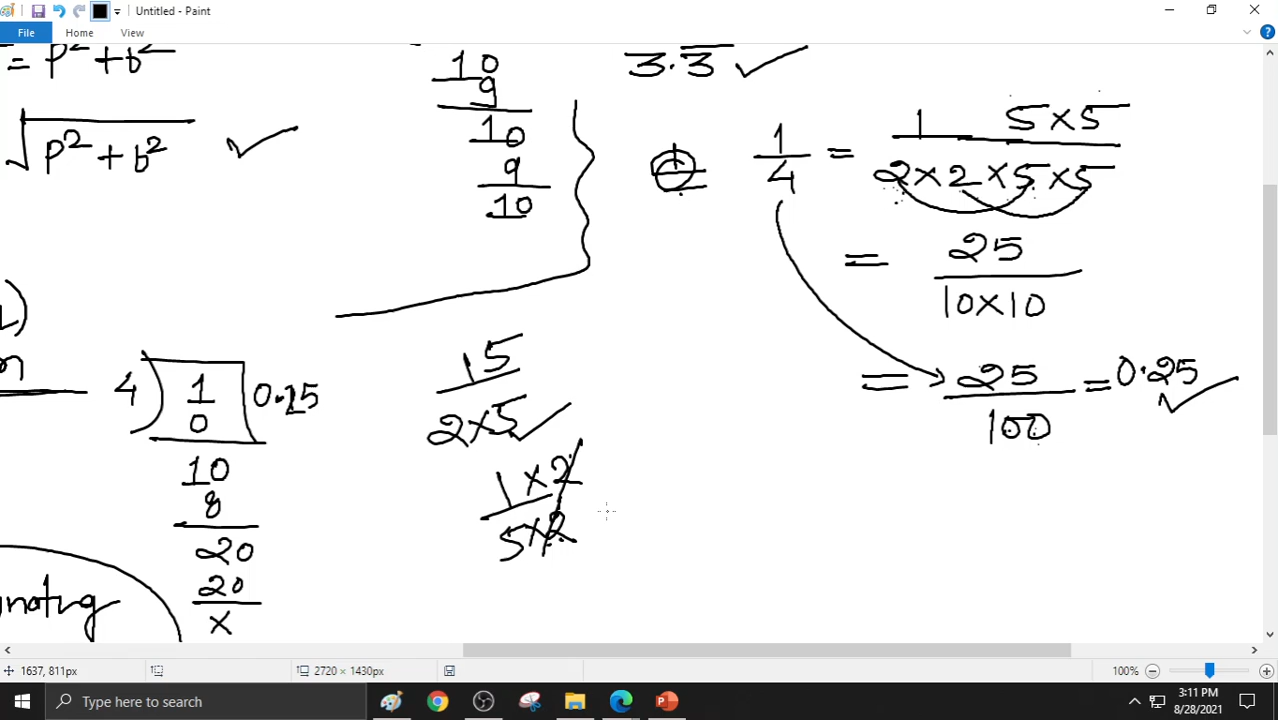 Untitled - Paint
File Home View
= p² + b²
√p² + b² ✓
10
9
10
9
10
9
10
3.3̅ ✓
1/4 = 1 5×5 / 2×2×5×5
= 25 / 10×10
= 25/100 = 0.25 ✓
4) 1 ( 0.25
0
10
8
20
20
x
15 / 2×5 ✓
1×2 / 5×2
nating
1637, 811px 2720 × 1430px 100%
Type here to search
3:11 PM
8/28/2021